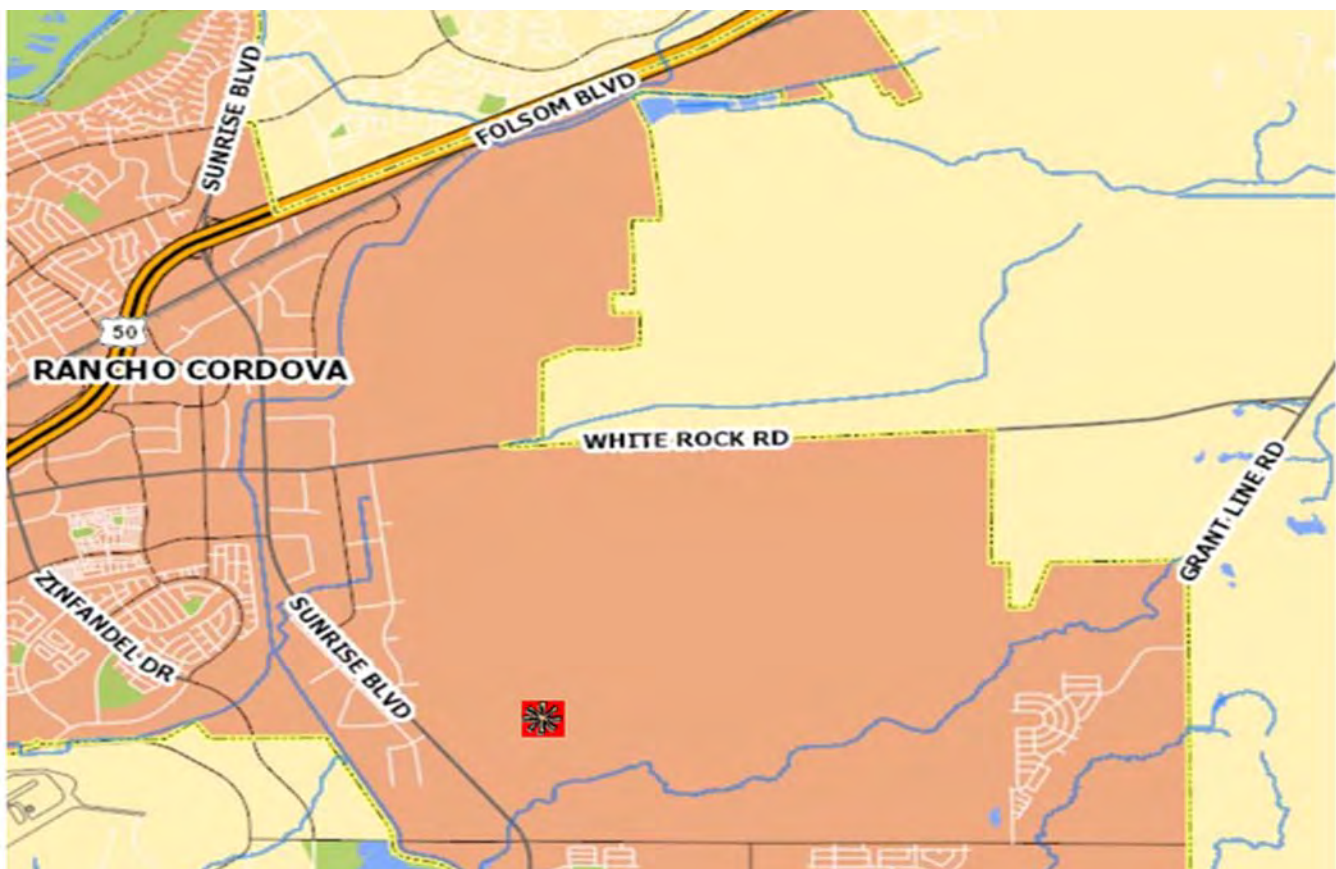 SUNRISE BLVD
FOLSOM BLVD
50
RANCHO CORDOVA
WHITE ROCK RD
GRANT LINE RD
ZINFANDEL DR
SUNRISE BLVD